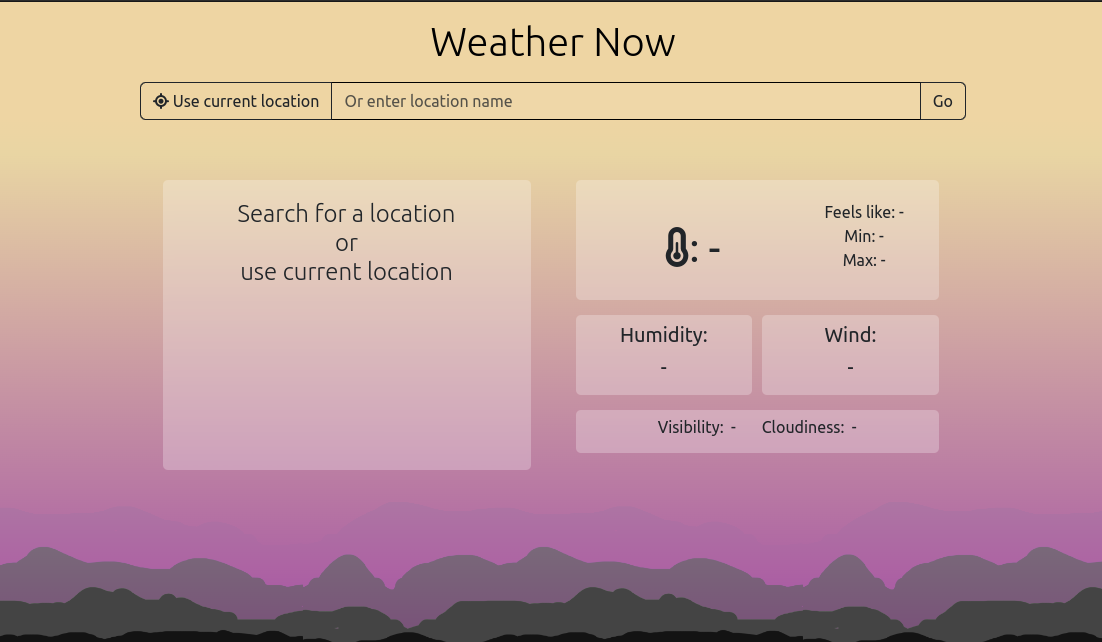 Weather Now
Use current location
Or enter location name
Go
Search for a location
or
use current location
: -
Feels like: -
Min: -
Max: -
Humidity:
-
Wind:
-
Visibility: - Cloudiness: -